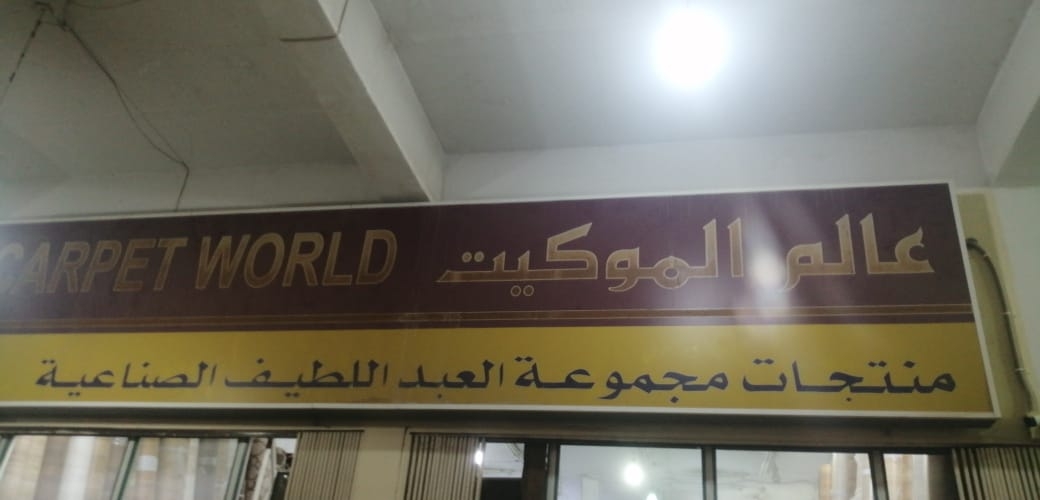 عالم الموكيت CARPET WORLD
منتجات مجموعة العبد اللطيف الصناعية